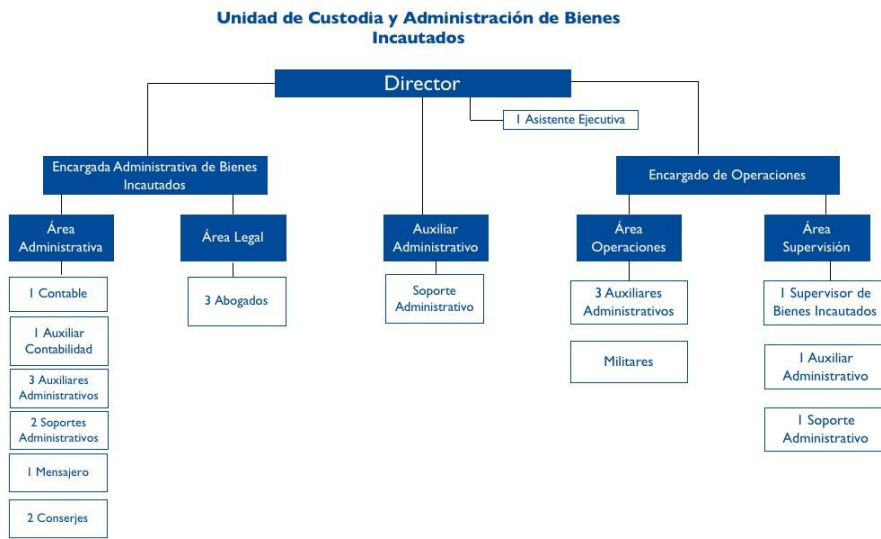 Unidad de Custodia y Administración de Bienes
Incautados
Director
1 Asistente Ejecutiva
Encargada Administrativa de Bienes
Incautados
Encargado de Operaciones
Área
Administrativa
Área Legal
Auxiliar
Administrativo
Área
Operaciones
Área
Supervisión
1 Contable
1 Auxiliar
Contabilidad
3 Auxiliares
Administrativos
2 Soportes
Administrativos
1 Mensajero
2 Conserjes
3 Abogados
Soporte
Administrativo
3 Auxiliares
Administrativos
Militares
1 Supervisor de
Bienes Incautados
1 Auxiliar
Administrativo
1 Soporte
Administrativo